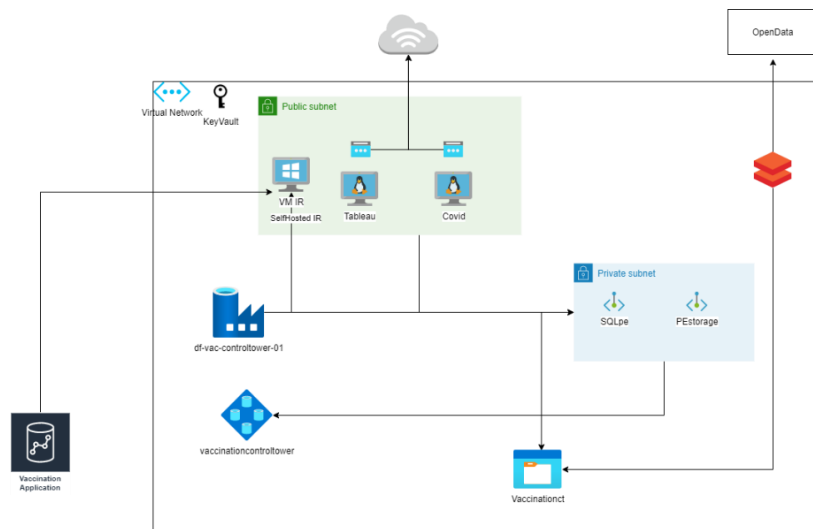 OpenData
Virtual Network
KeyVault
Public subnet
VM IR
SelfHosted IR
Tableau
Covid
Private subnet
SQLpe
PEstorage
df-vac-controltower-01
vaccinationcontroltower
Vaccination
Application
Vaccinationct